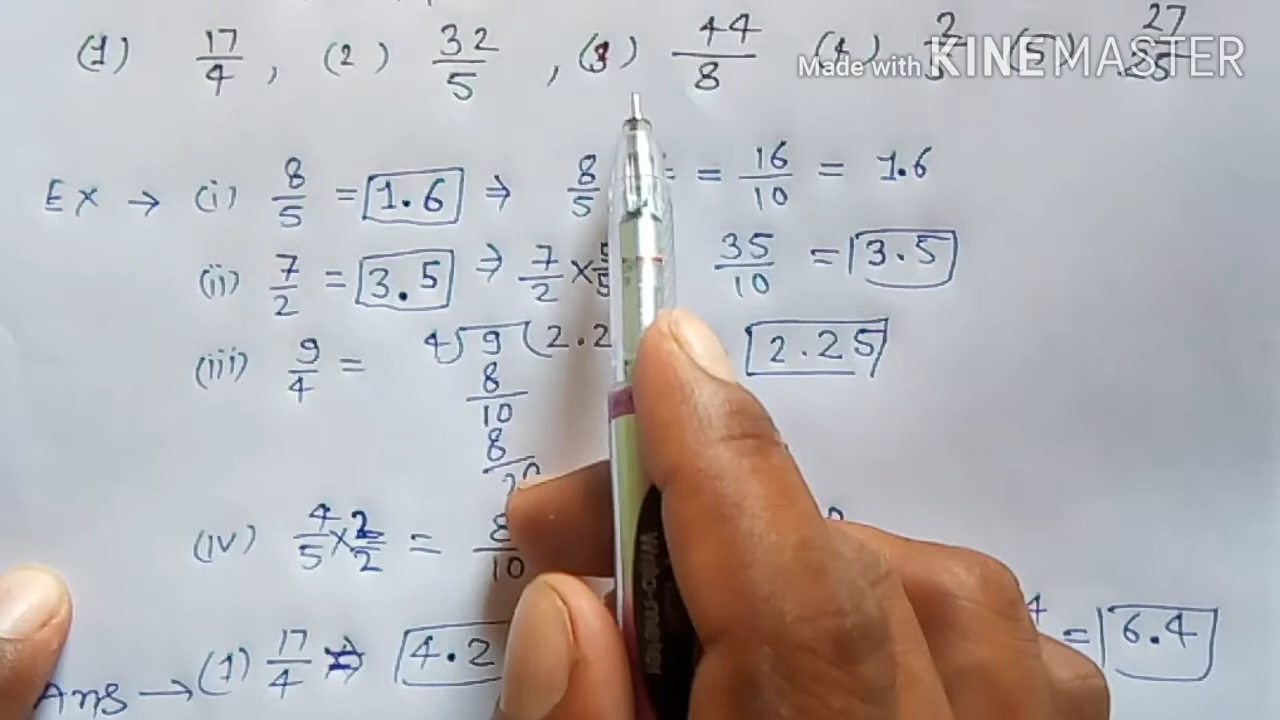 (1) 17/4 , (2) 32/5 , (3) 44/8 (4) (5) 27
Made with KINEMASTER
Ex → (i) 8/5 = 1.6 ⇒ 8/5 = 16/10 = 1.6
(ii) 7/2 = 3.5 ⇒ 7/2 × 35/10 = 3.5
(iii) 9/4 = 4 9 2.2 2.25
8
10
8
(iv) 4/5 × 2/2 = 8/10
Ans → (1) 17/4 ⇒ 4.2 = 6.4